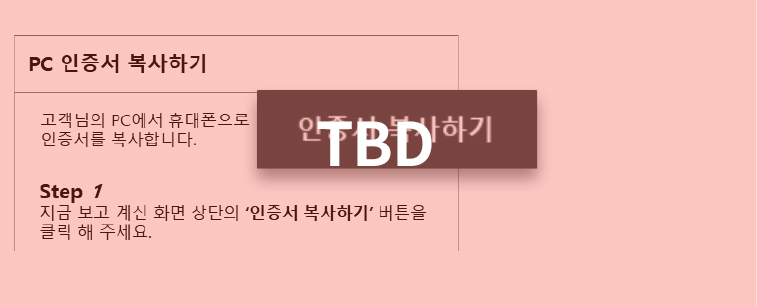 PC 인증서 복사하기
고객님의 PC에서 휴대폰으로
인증서를 복사합니다.
인증서 복사하기
TBD
Step 1
지금 보고 계신 화면 상단의 ‘인증서 복사하기’ 버튼을
클릭 해 주세요.